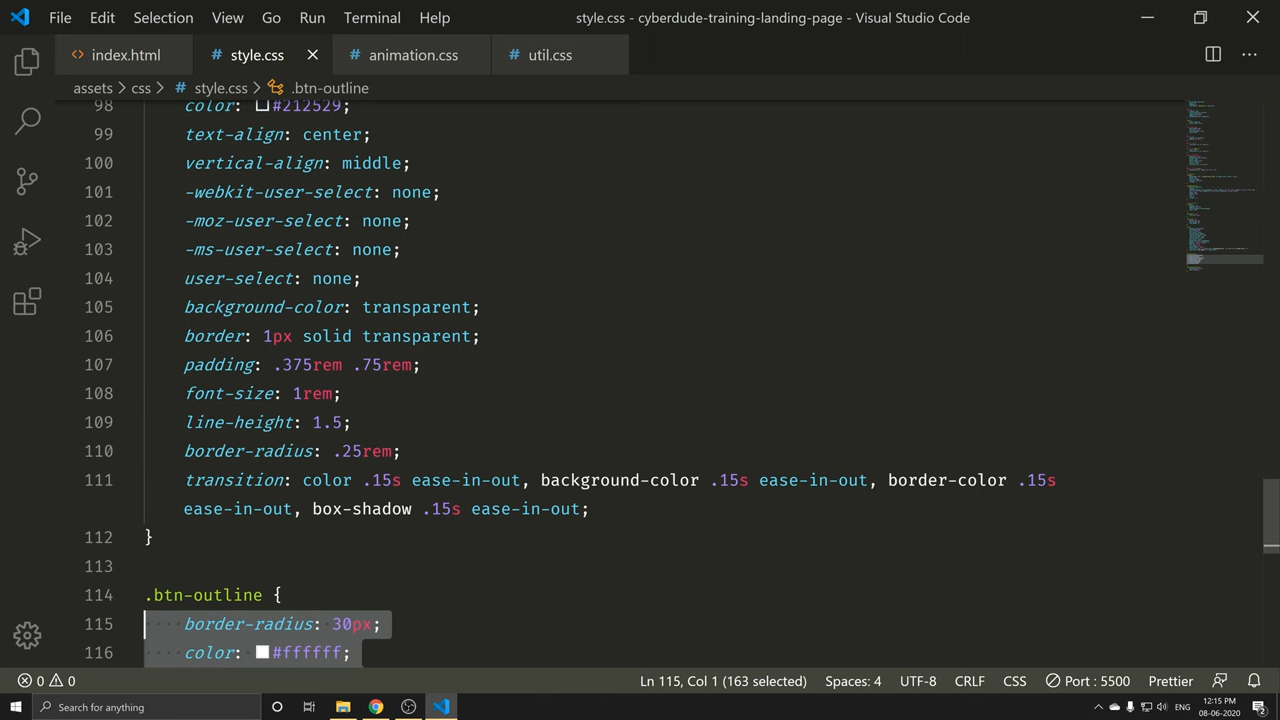 File Edit Selection View Go Run Terminal Help style.css - cyberdude-training-landing-page - Visual Studio Code
index.html # style.css # animation.css # util.css
assets > css > # style.css > .btn-outline
98 color: #212529;
99 text-align: center;
100 vertical-align: middle;
101 -webkit-user-select: none;
102 -moz-user-select: none;
103 -ms-user-select: none;
104 user-select: none;
105 background-color: transparent;
106 border: 1px solid transparent;
107 padding: .375rem .75rem;
108 font-size: 1rem;
109 line-height: 1.5;
110 border-radius: .25rem;
111 transition: color .15s ease-in-out, background-color .15s ease-in-out, border-color .15s
ease-in-out, box-shadow .15s ease-in-out;
112 }
113
114 .btn-outline {
115 border-radius: 30px;
116 color: #ffffff;
0 0 Ln 115, Col 1 (163 selected) Spaces: 4 UTF-8 CRLF CSS Port : 5500 Prettier
Search for anything ENG 12:15 PM
08-06-2020 2